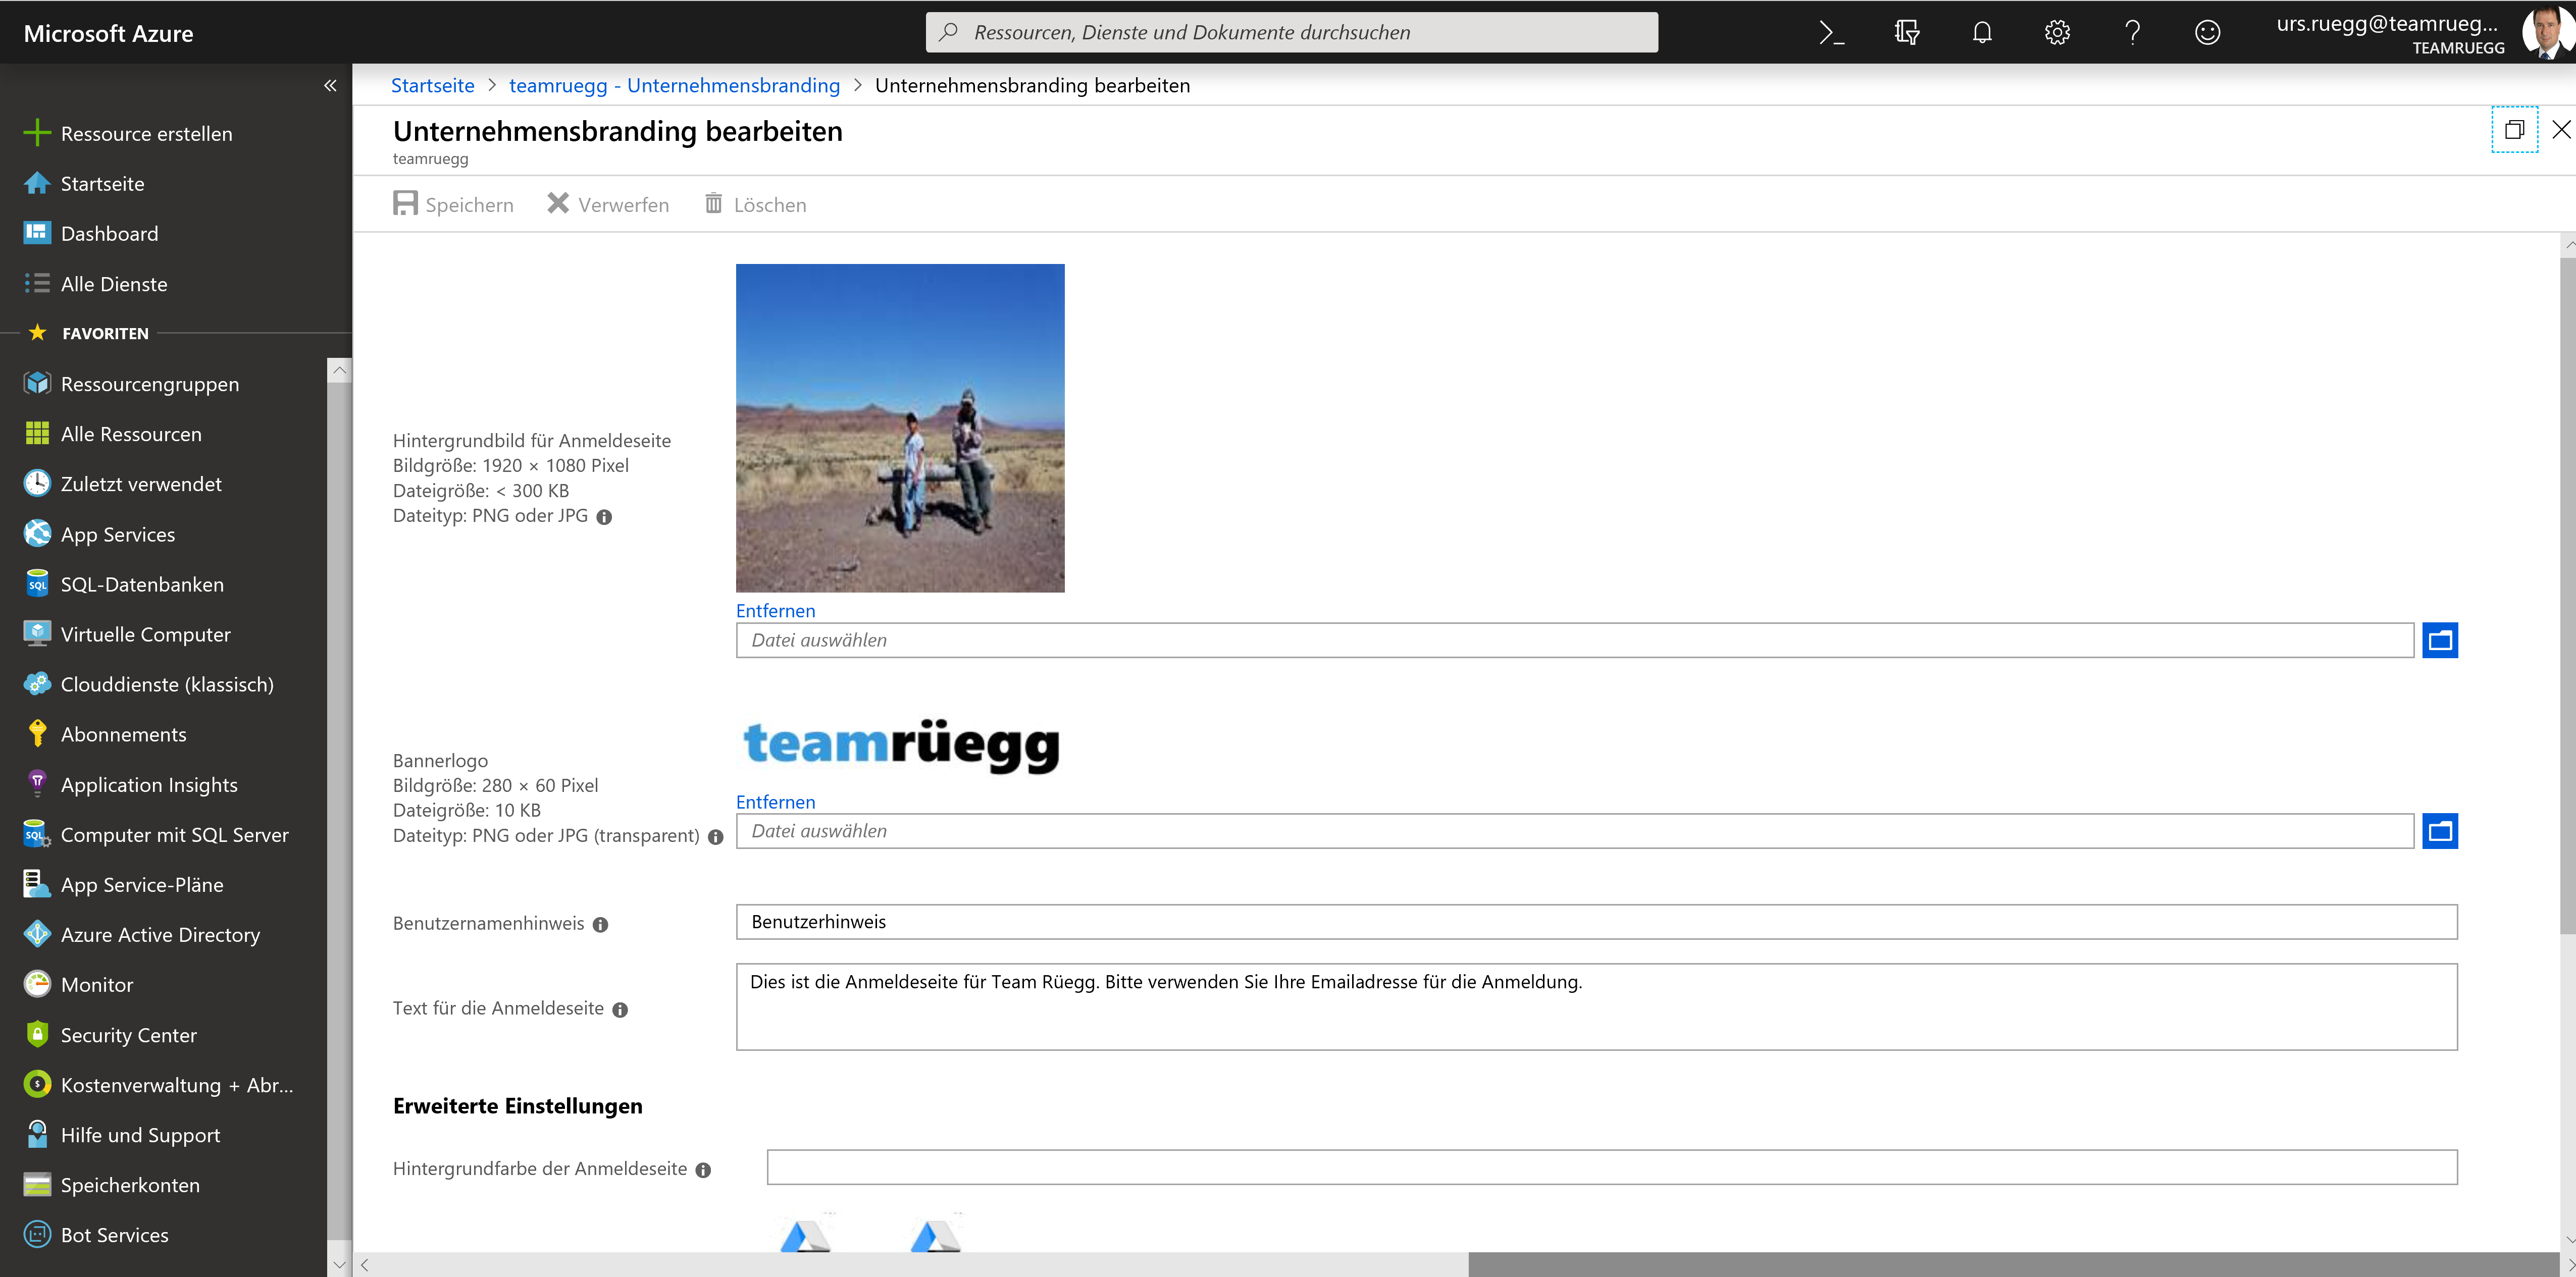 Microsoft Azure
Ressourcen, Dienste und Dokumente durchsuchen
urs.ruegg@teamrueg...
TEAMRUEGG
Ressource erstellen
Startseite
Dashboard
Alle Dienste
FAVORITEN
Ressourcengruppen
Alle Ressourcen
Zuletzt verwendet
App Services
SQL-Datenbanken
Virtuelle Computer
Clouddienste (klassisch)
Abonnements
Application Insights
Computer mit SQL Server
App Service-Pläne
Azure Active Directory
Monitor
Security Center
Kostenverwaltung + Abr...
Hilfe und Support
Speicherkonten
Bot Services
Startseite > teamruegg - Unternehmensbranding > Unternehmensbranding bearbeiten
Unternehmensbranding bearbeiten
teamruegg
Speichern Verwerfen Löschen
Hintergrundbild für Anmeldeseite
Bildgröße: 1920 × 1080 Pixel
Dateigröße: < 300 KB
Dateityp: PNG oder JPG
Entfernen
Datei auswählen
teamrüegg
Bannerlogo
Bildgröße: 280 × 60 Pixel
Dateigröße: 10 KB
Dateityp: PNG oder JPG (transparent)
Entfernen
Datei auswählen
Benutzernamenhinweis
Benutzerhinweis
Text für die Anmeldeseite
Dies ist die Anmeldeseite für Team Rüegg. Bitte verwenden Sie Ihre Emailadresse für die Anmeldung.
Erweiterte Einstellungen
Hintergrundfarbe der Anmeldeseite